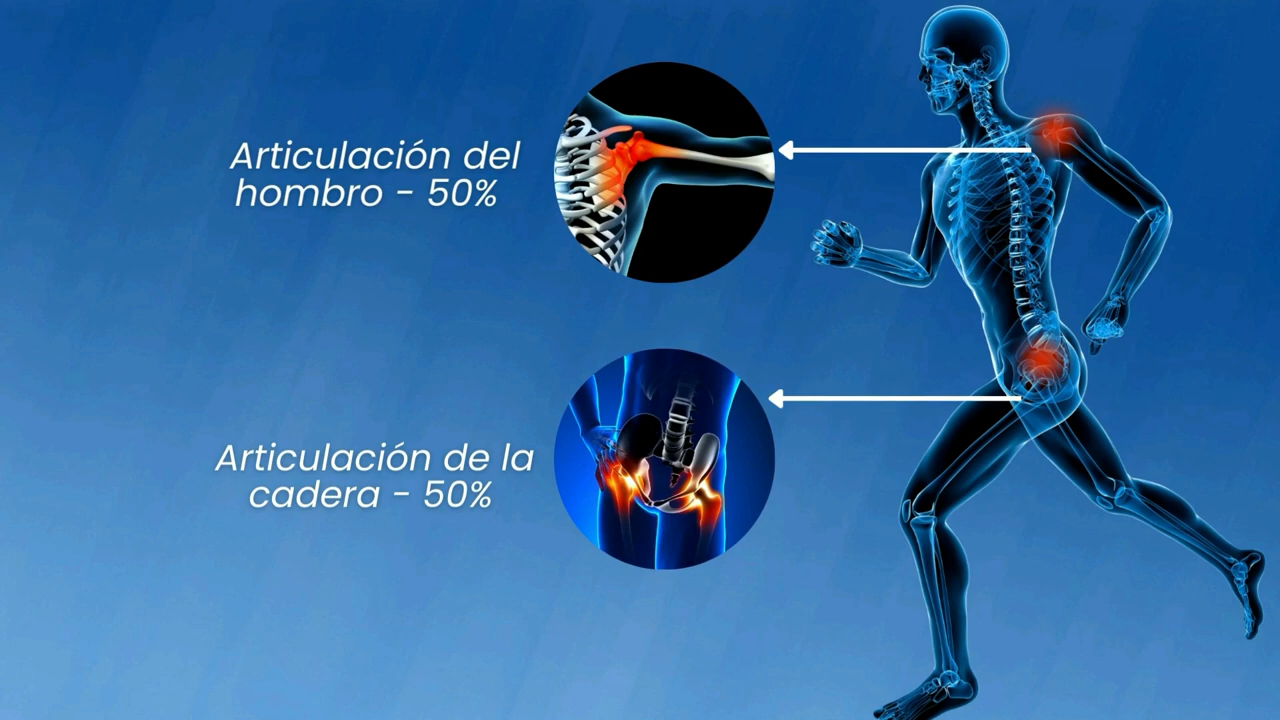 Articulación del
hombro - 50%
Articulación de la
cadera - 50%